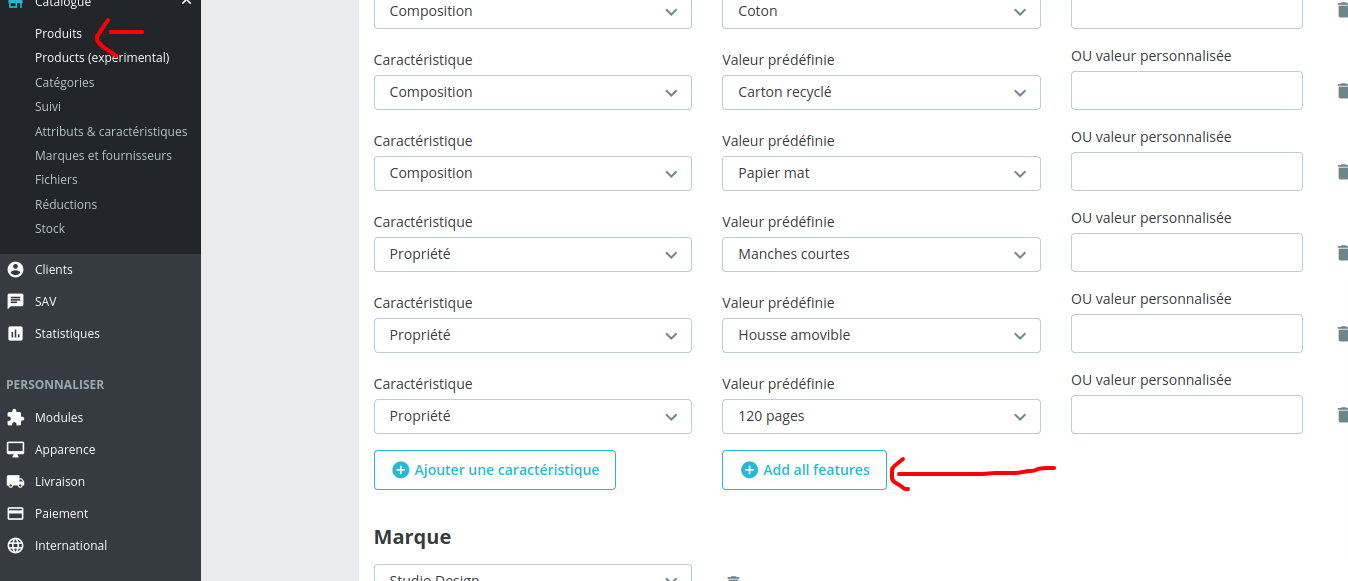 Catalogue
Produits
Products (experimental)
Catégories
Suivi
Attributs & caractéristiques
Marques et fournisseurs
Fichiers
Réductions
Stock
Clients
SAV
Statistiques
PERSONNALISER
Modules
Apparence
Livraison
Paiement
International
Composition Coton
Caractéristique Valeur prédéfinie OU valeur personnalisée
Composition Carton recyclé
Caractéristique Valeur prédéfinie OU valeur personnalisée
Composition Papier mat
Caractéristique Valeur prédéfinie OU valeur personnalisée
Propriété Manches courtes
Caractéristique Valeur prédéfinie OU valeur personnalisée
Propriété Housse amovible
Caractéristique Valeur prédéfinie OU valeur personnalisée
Propriété 120 pages
Ajouter une caractéristique Add all features
Marque
Studio Design